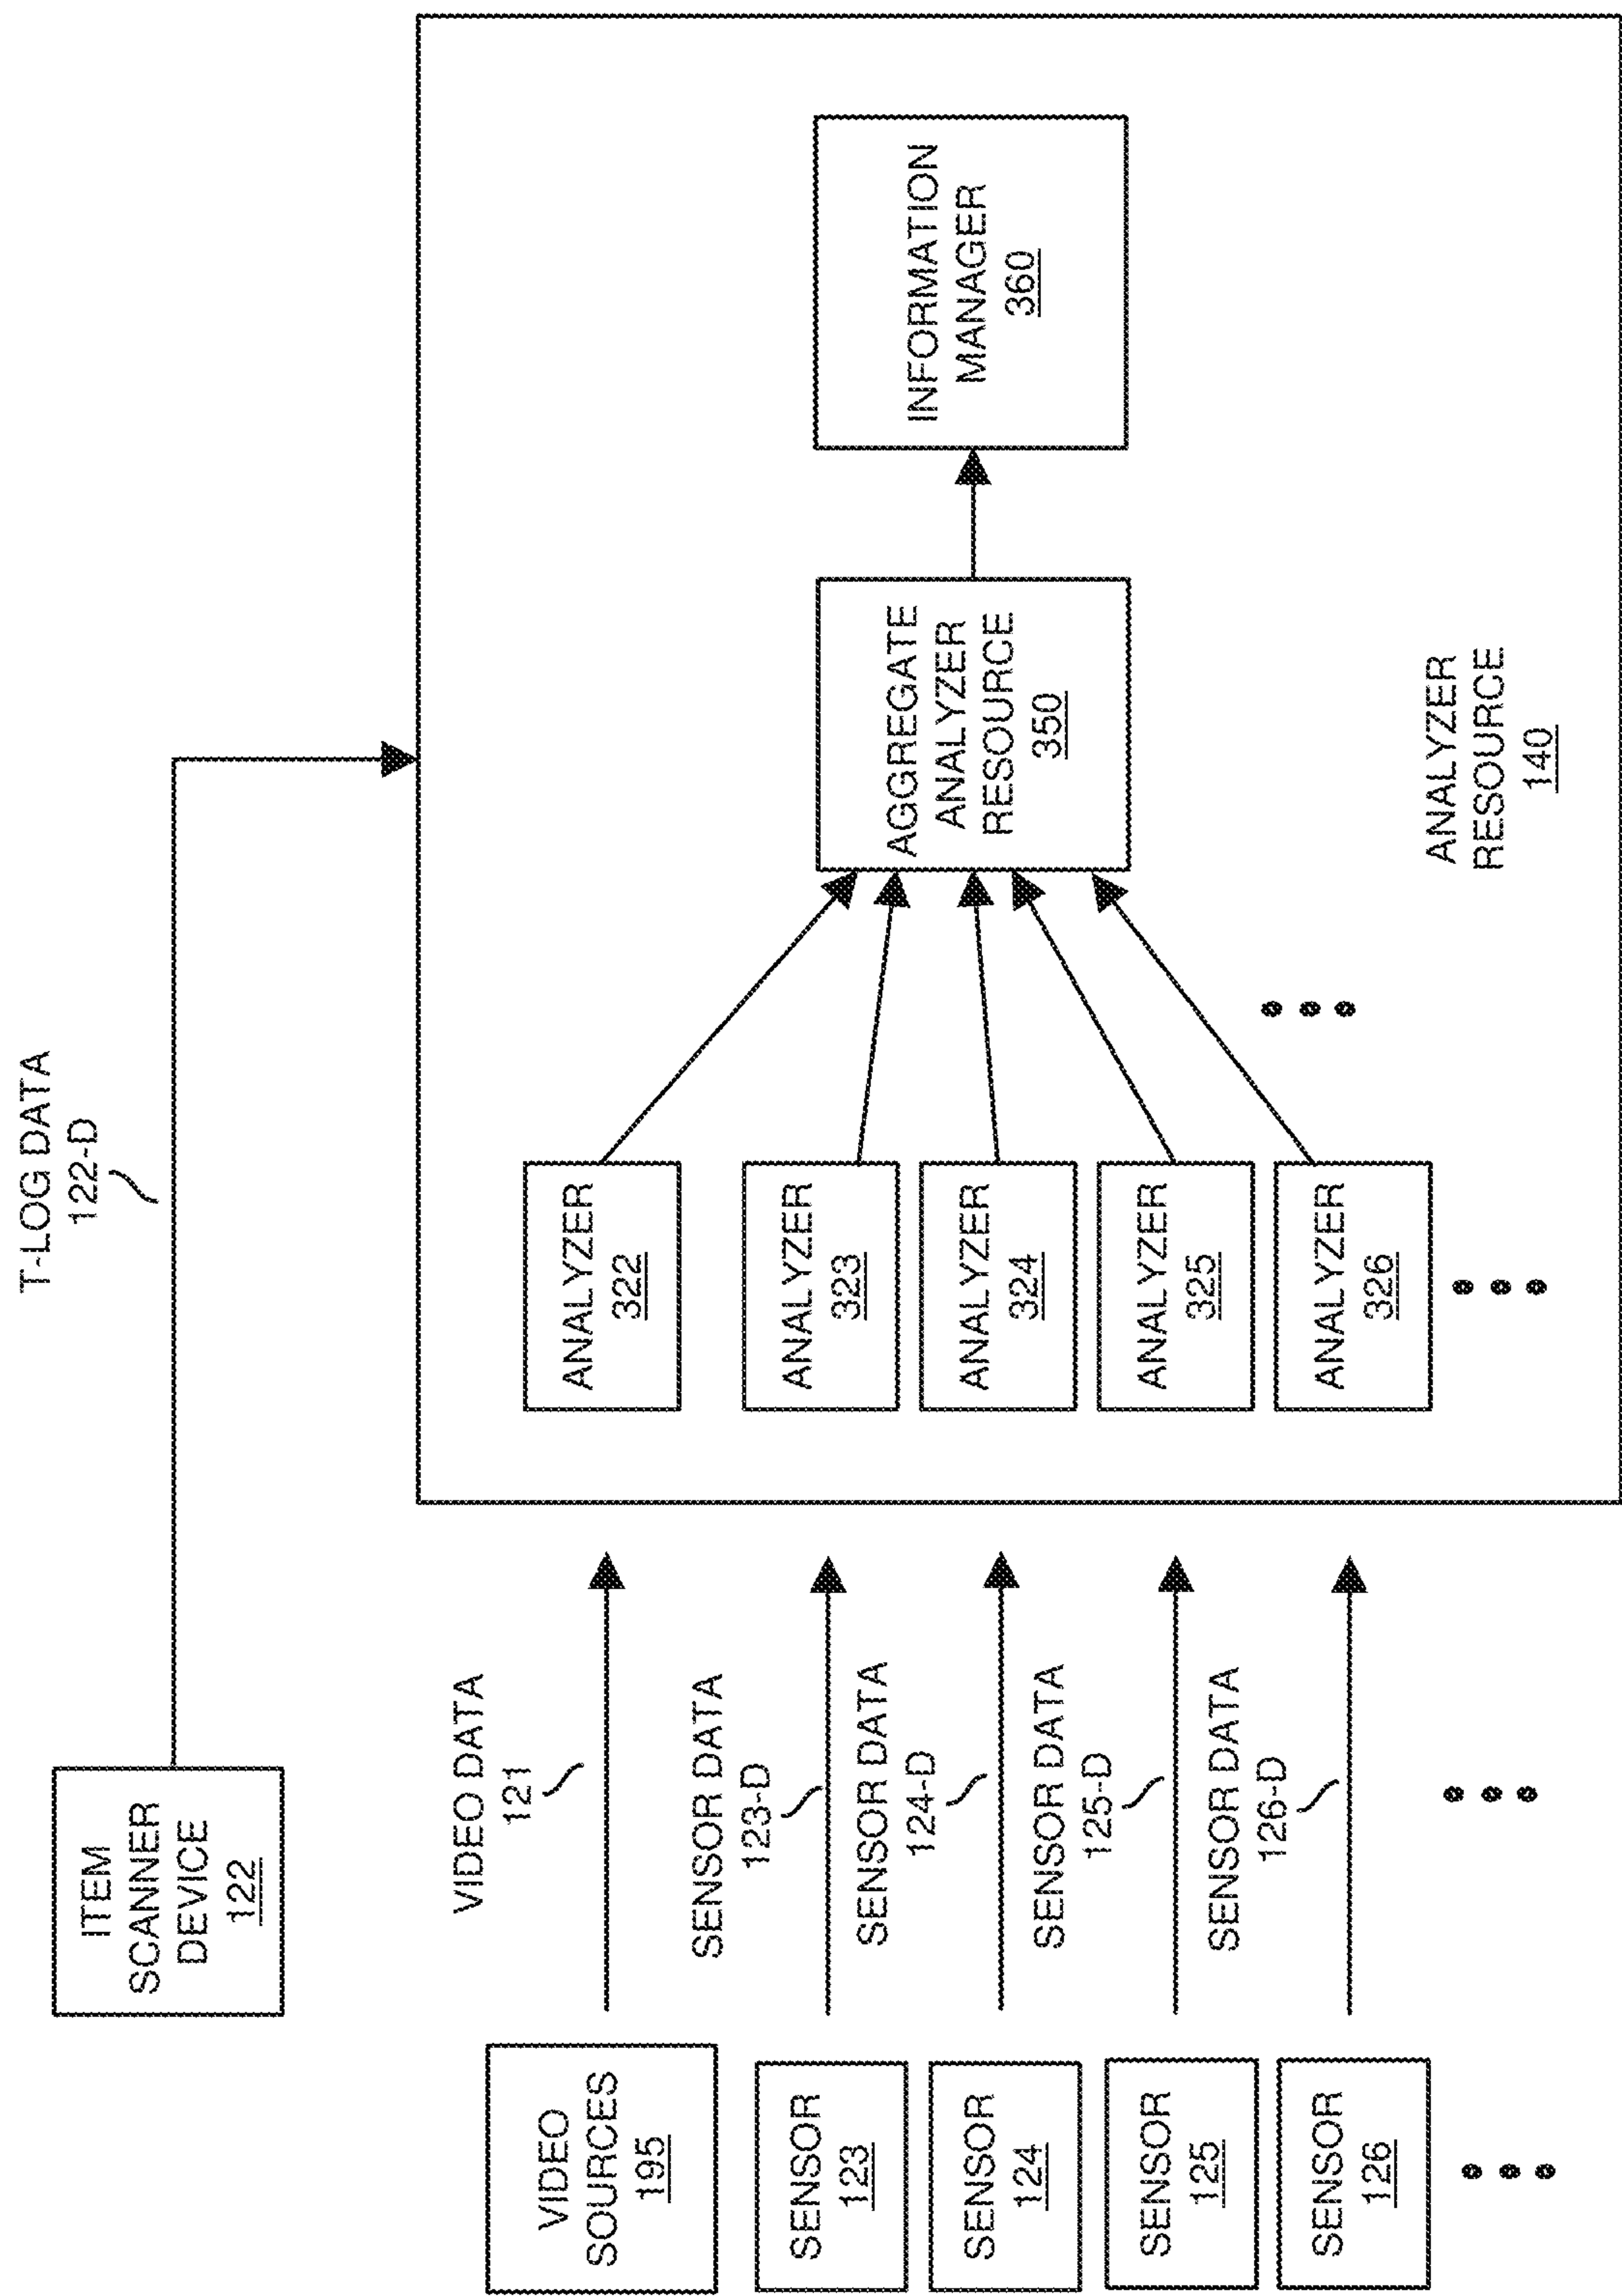 T-LOG DATA
122-D
ITEM
SCANNER
DEVICE
122
VIDEO
SOURCES
195
VIDEO DATA
121
ANALYZER
322
SENSOR
123
SENSOR DATA
123-D
ANALYZER
323
SENSOR
124
SENSOR DATA
124-D
ANALYZER
324
SENSOR
125
SENSOR DATA
125-D
ANALYZER
325
SENSOR
126
SENSOR DATA
126-D
ANALYZER
326
AGGREGATE
ANALYZER
RESOURCE
350
INFORMATION
MANAGER
360
ANALYZER
RESOURCE
140